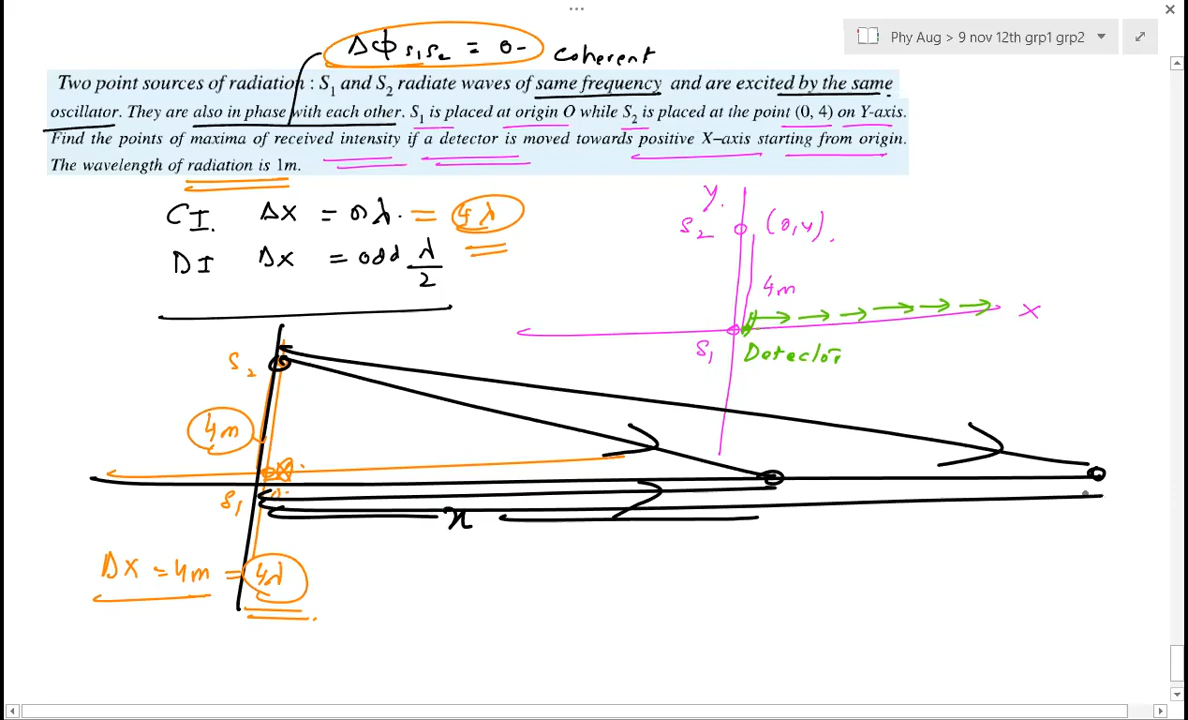 Phy Aug > 9 nov 12th grp1 grp2
Δϕ S₁S₂ = 0- coherent
Two point sources of radiation : S₁ and S₂ radiate waves of same frequency and are excited by the same
oscillator. They are also in phase with each other. S₁ is placed at origin O while S₂ is placed at the point (0, 4) on Y-axis.
Find the points of maxima of received intensity if a detector is moved towards positive X–axis starting from origin.
The wavelength of radiation is 1m.
CI. ΔX = nλ. = 4λ
DI ΔX = odd λ/2
Y.
S₂ (0,4).
4m
X
S₁ Detector
S₂
4m
S₁
x
ΔX = 4m = 4λ